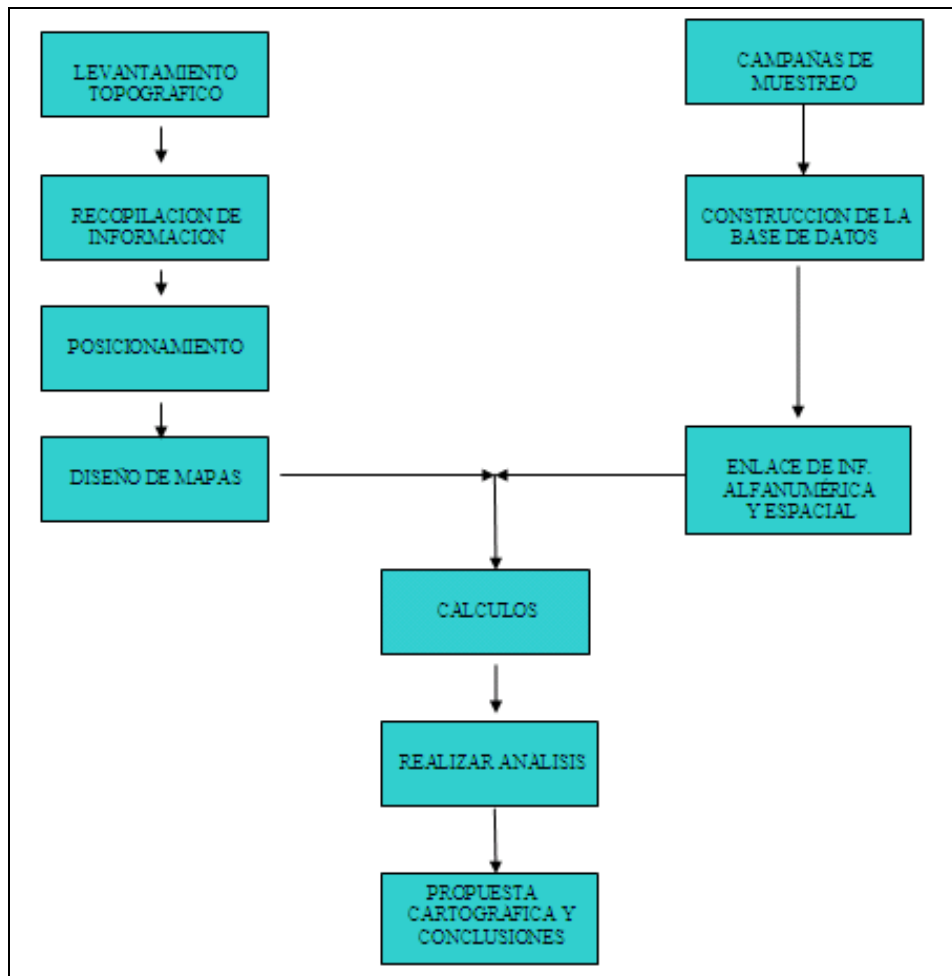 LEVANTAMIENTO
TOPOGRAFICO
RECOPILACION DE
INFORMACION
POSICIONAMIENTO
DISEÑO DE MAPAS
CAMPAÑAS DE
MUESTREO
CONSTRUCCION DE LA
BASE DE DATOS
ENLACE DE INF.
ALFANUMÉRICA
Y ESPACIAL
CALCULOS
REALIZAR ANALISIS
PROPUESTA
CARTOGRAFICA Y
CONCLUSIONES